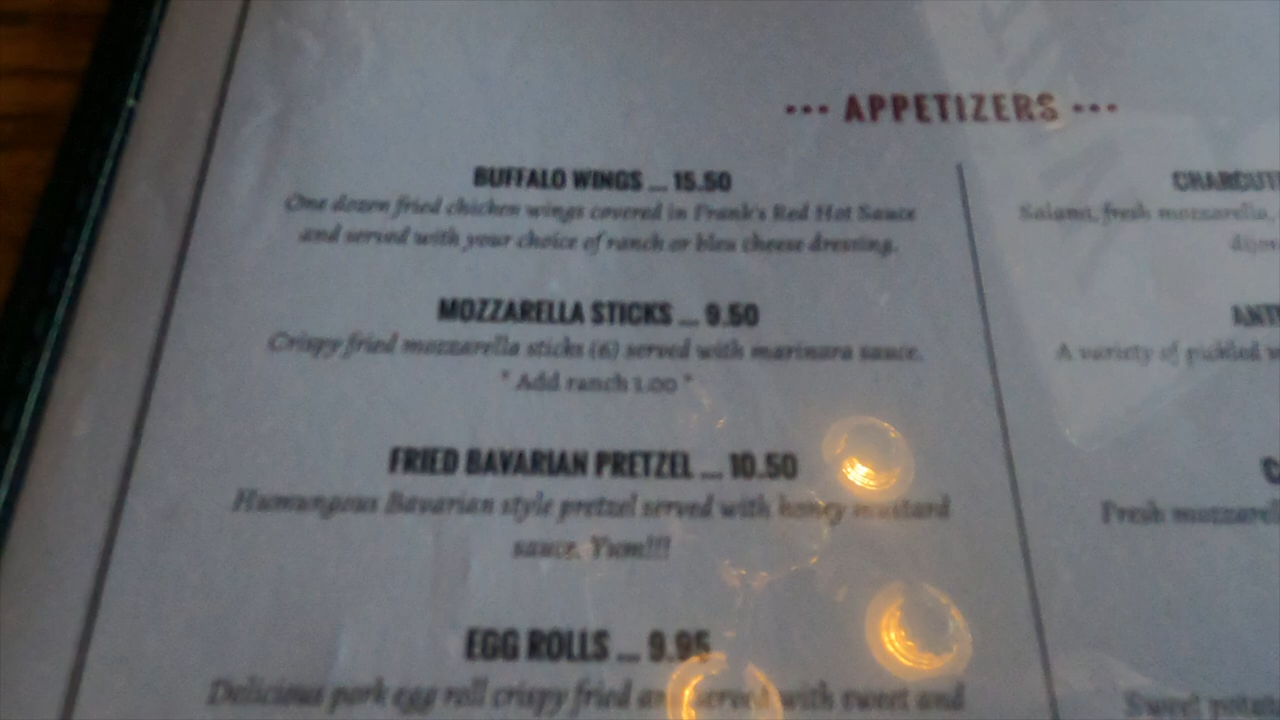 ••• APPETIZERS •••
BUFFALO WINGS ... 15.50
One dozen fried chicken wings covered in Frank's Red Hot Sauce
and served with your choice of ranch or bleu cheese dressing.
MOZZARELLA STICKS ... 9.50
Crispy fried mozzarella sticks (6) served with marinara sauce.
* Add ranch 1.00 *
FRIED BAVARIAN PRETZEL ... 10.50
Humungous Bavarian style pretzel served with honey mustard
sauce. Yum!!!
EGG ROLLS ... 9.95
Delicious pork egg roll crispy fried and served with sweet and
Salami, fresh mozzarella,
A variety of pickled
Fresh
Sweet